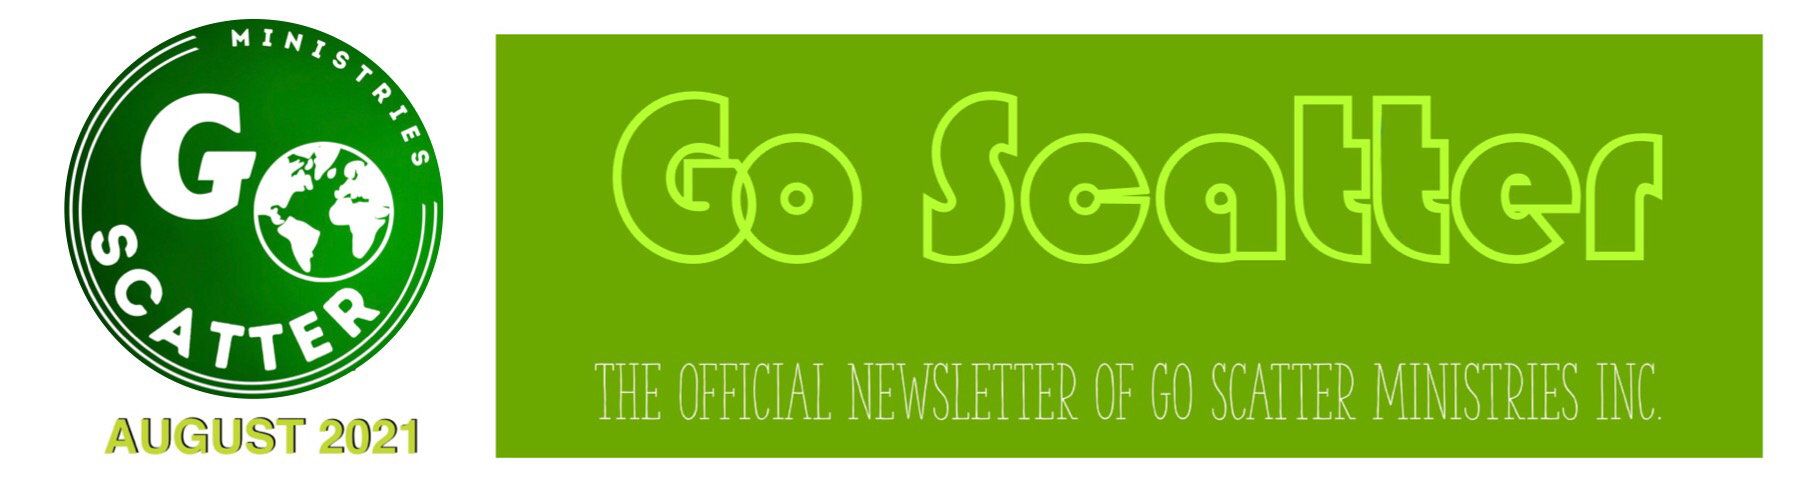 MINISTRIES
Go
SCATTER
AUGUST 2021
Go Scatter
THE OFFICIAL NEWSLETTER OF GO SCATTER MINISTRIES INC.